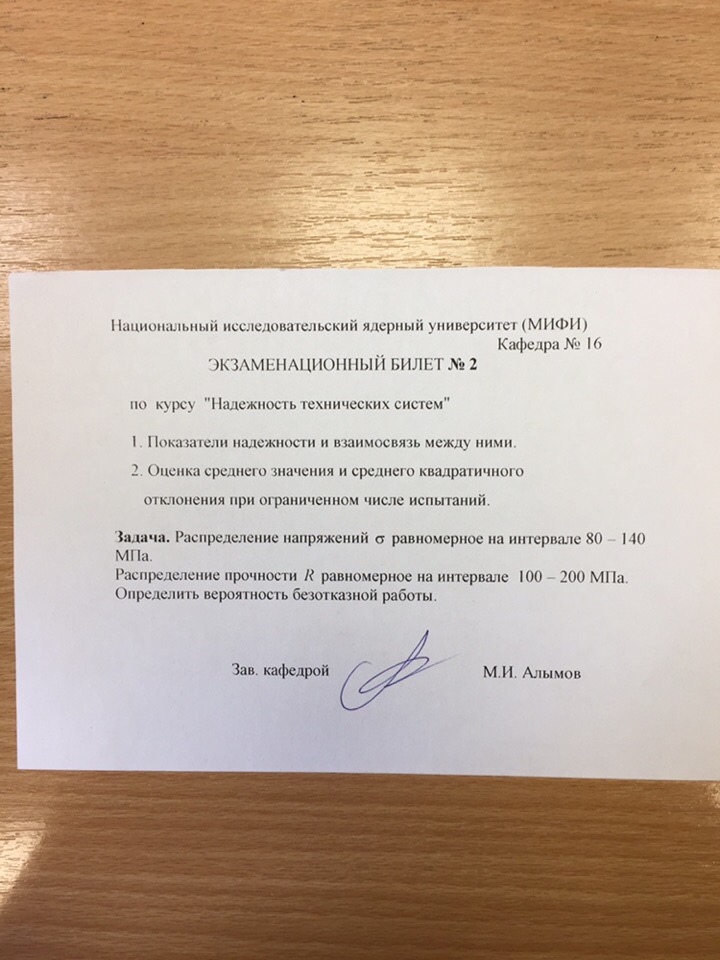 Национальный исследовательский ядерный университет (МИФИ)
Кафедра № 16
ЭКЗАМЕНАЦИОННЫЙ БИЛЕТ № 2
по курсу "Надежность технических систем"
1. Показатели надежности и взаимосвязь между ними.
2. Оценка среднего значения и среднего квадратичного
отклонения при ограниченном числе испытаний.
Задача. Распределение напряжений σ равномерное на интервале 80 – 140
МПа.
Распределение прочности R равномерное на интервале 100 – 200 МПа.
Определить вероятность безотказной работы.
Зав. кафедрой М.И. Алымов